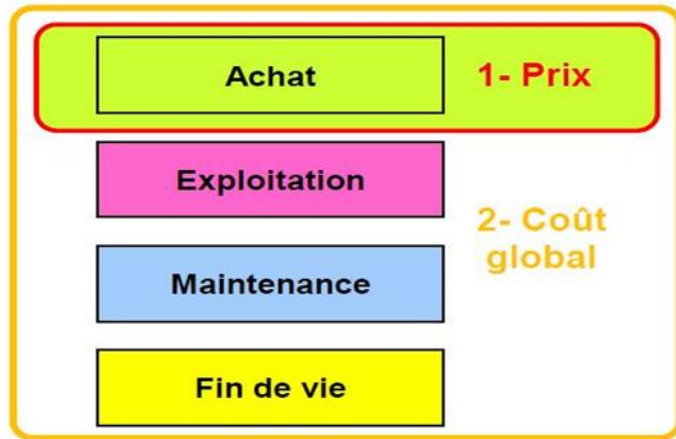 Achat
1- Prix
Exploitation
2- Coût
global
Maintenance
Fin de vie